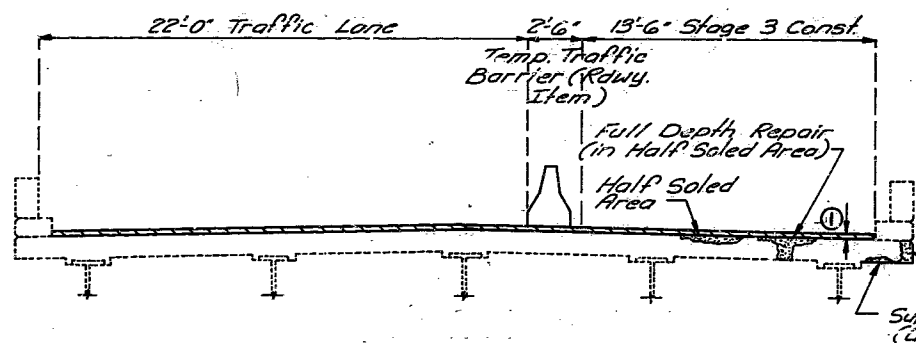 22'-0" Traffic Lane
2'-6"
13'-6" Stage 3 Const.
Temp. Traffic
Barrier (Rdwy.
Item)
Full Depth Repair
(in Half Soled Area)
Half Soled
Area
1